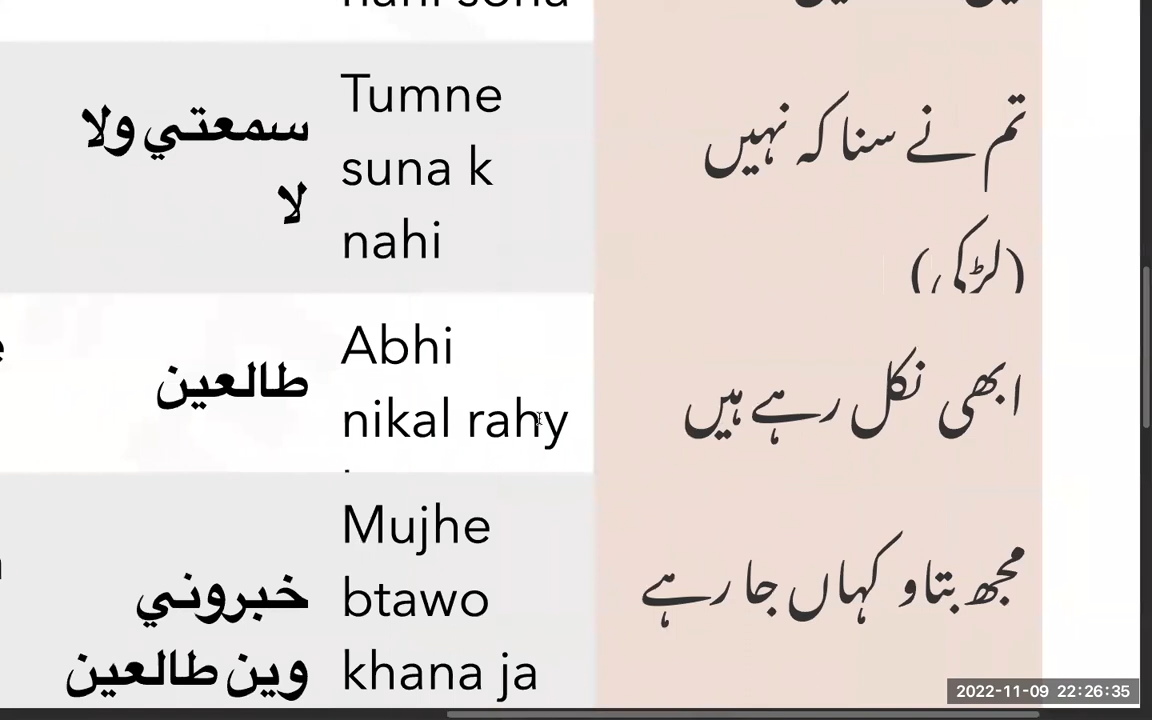 سمعتي ولا
لا
Tumne
suna k
nahi
تم نے سنا کہ نہیں
(لڑکی)
طالعين
Abhi
nikal rahy
ابھی نکل رہے ہیں
خبروني
وين طالعين
Mujhe
btawo
khana ja
مجھ بتاو کہاں جا رہے
2022-11-09 22:26:35